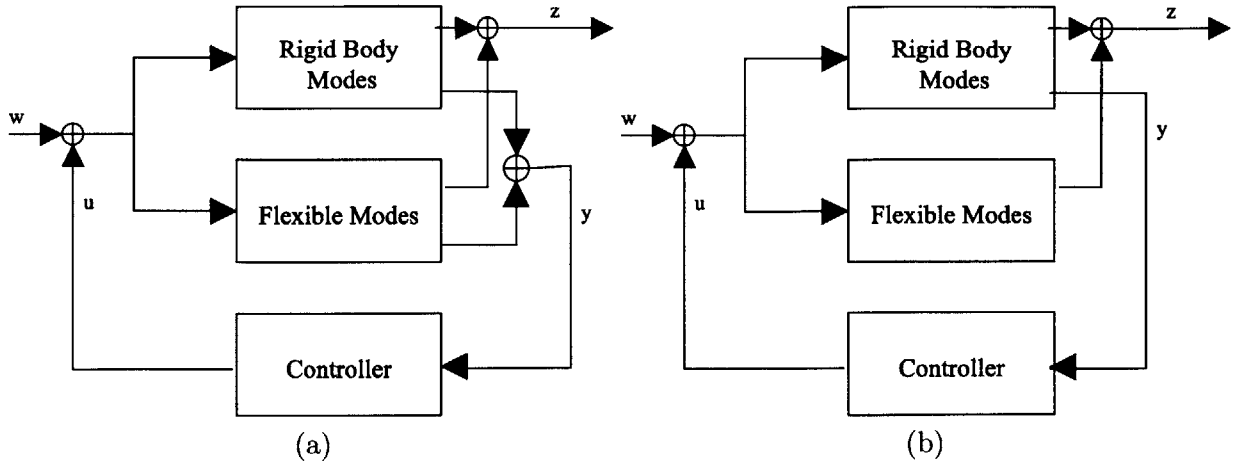 z
Rigid Body
Modes
w
u
Flexible Modes
y
Controller
(a)
z
Rigid Body
Modes
w
y
u
Flexible Modes
Controller
(b)